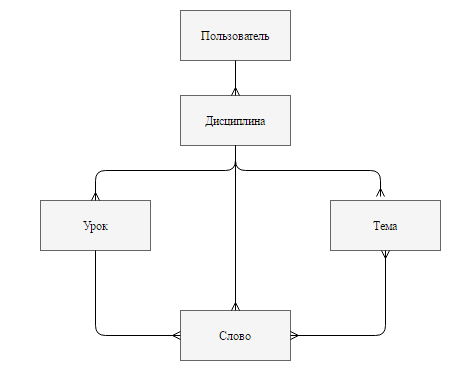 Пользователь
Дисциплина
Урок
Тема
Слово